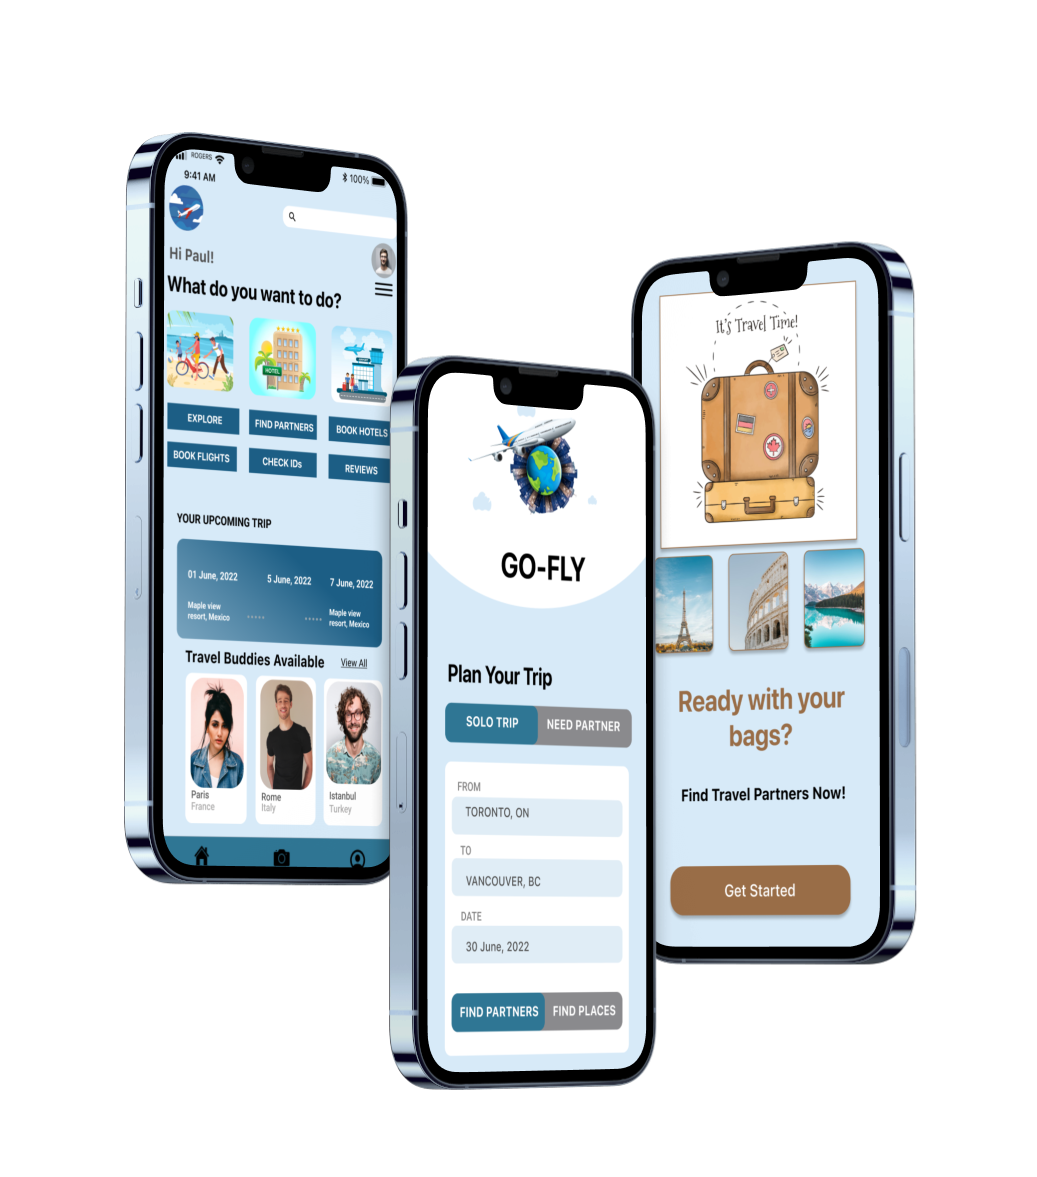 ROGERS
9:41 AM
100%
Hi Paul!
What do you want to do?
HOTEL
EXPLORE
FIND PARTNERS
BOOK HOTELS
BOOK FLIGHTS
CHECK IDs
REVIEWS
YOUR UPCOMING TRIP
01 June, 2022
5 June, 2022
7 June, 2022
Maple view
resort, Mexico
Maple view
resort, Mexico
Travel Buddies Available
View All
Paris
France
Rome
Italy
Istanbul
Turkey
GO-FLY
Plan Your Trip
SOLO TRIP
NEED PARTNER
FROM
TORONTO, ON
TO
VANCOUVER, BC
DATE
30 June, 2022
FIND PARTNERS
FIND PLACES
It's Travel Time!
Ready with your
bags?
Find Travel Partners Now!
Get Started